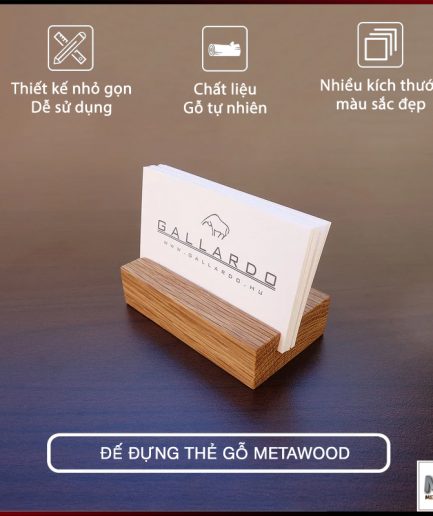 Thiết kế nhỏ gọn
Dễ sử dụng
Chất liệu
Gỗ tự nhiên
Nhiều kích thướ
màu sắc đẹp
GALLARDO
WWW.GALLARDO.HU
ĐẾ ĐỰNG THẺ GỖ METAWOOD